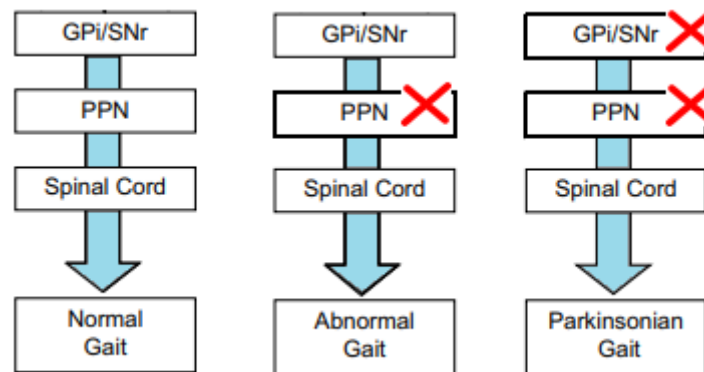 GPi/SNr
PPN
Spinal Cord
Normal
Gait
GPi/SNr
PPN
Spinal Cord
Abnormal
Gait
GPi/SNr
PPN
Spinal Cord
Parkinsonian
Gait